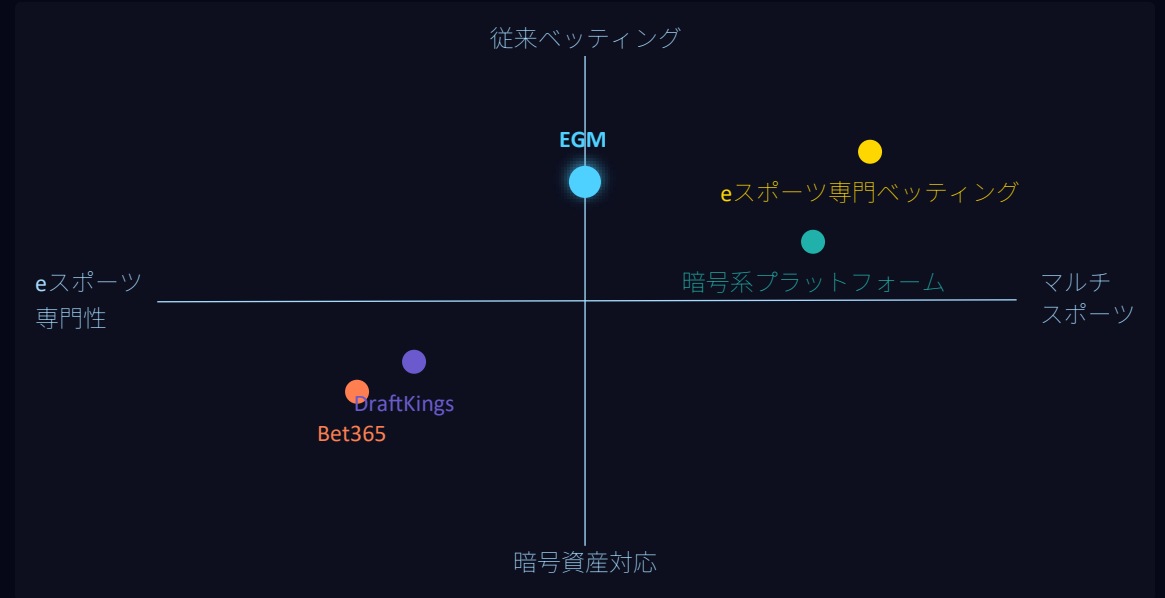 従来ベッティング
EGM
eスポーツ専門ベッティング
eスポーツ
専門性
暗号系プラットフォーム
マルチ
スポーツ
DraftKings
Bet365
暗号資産対応